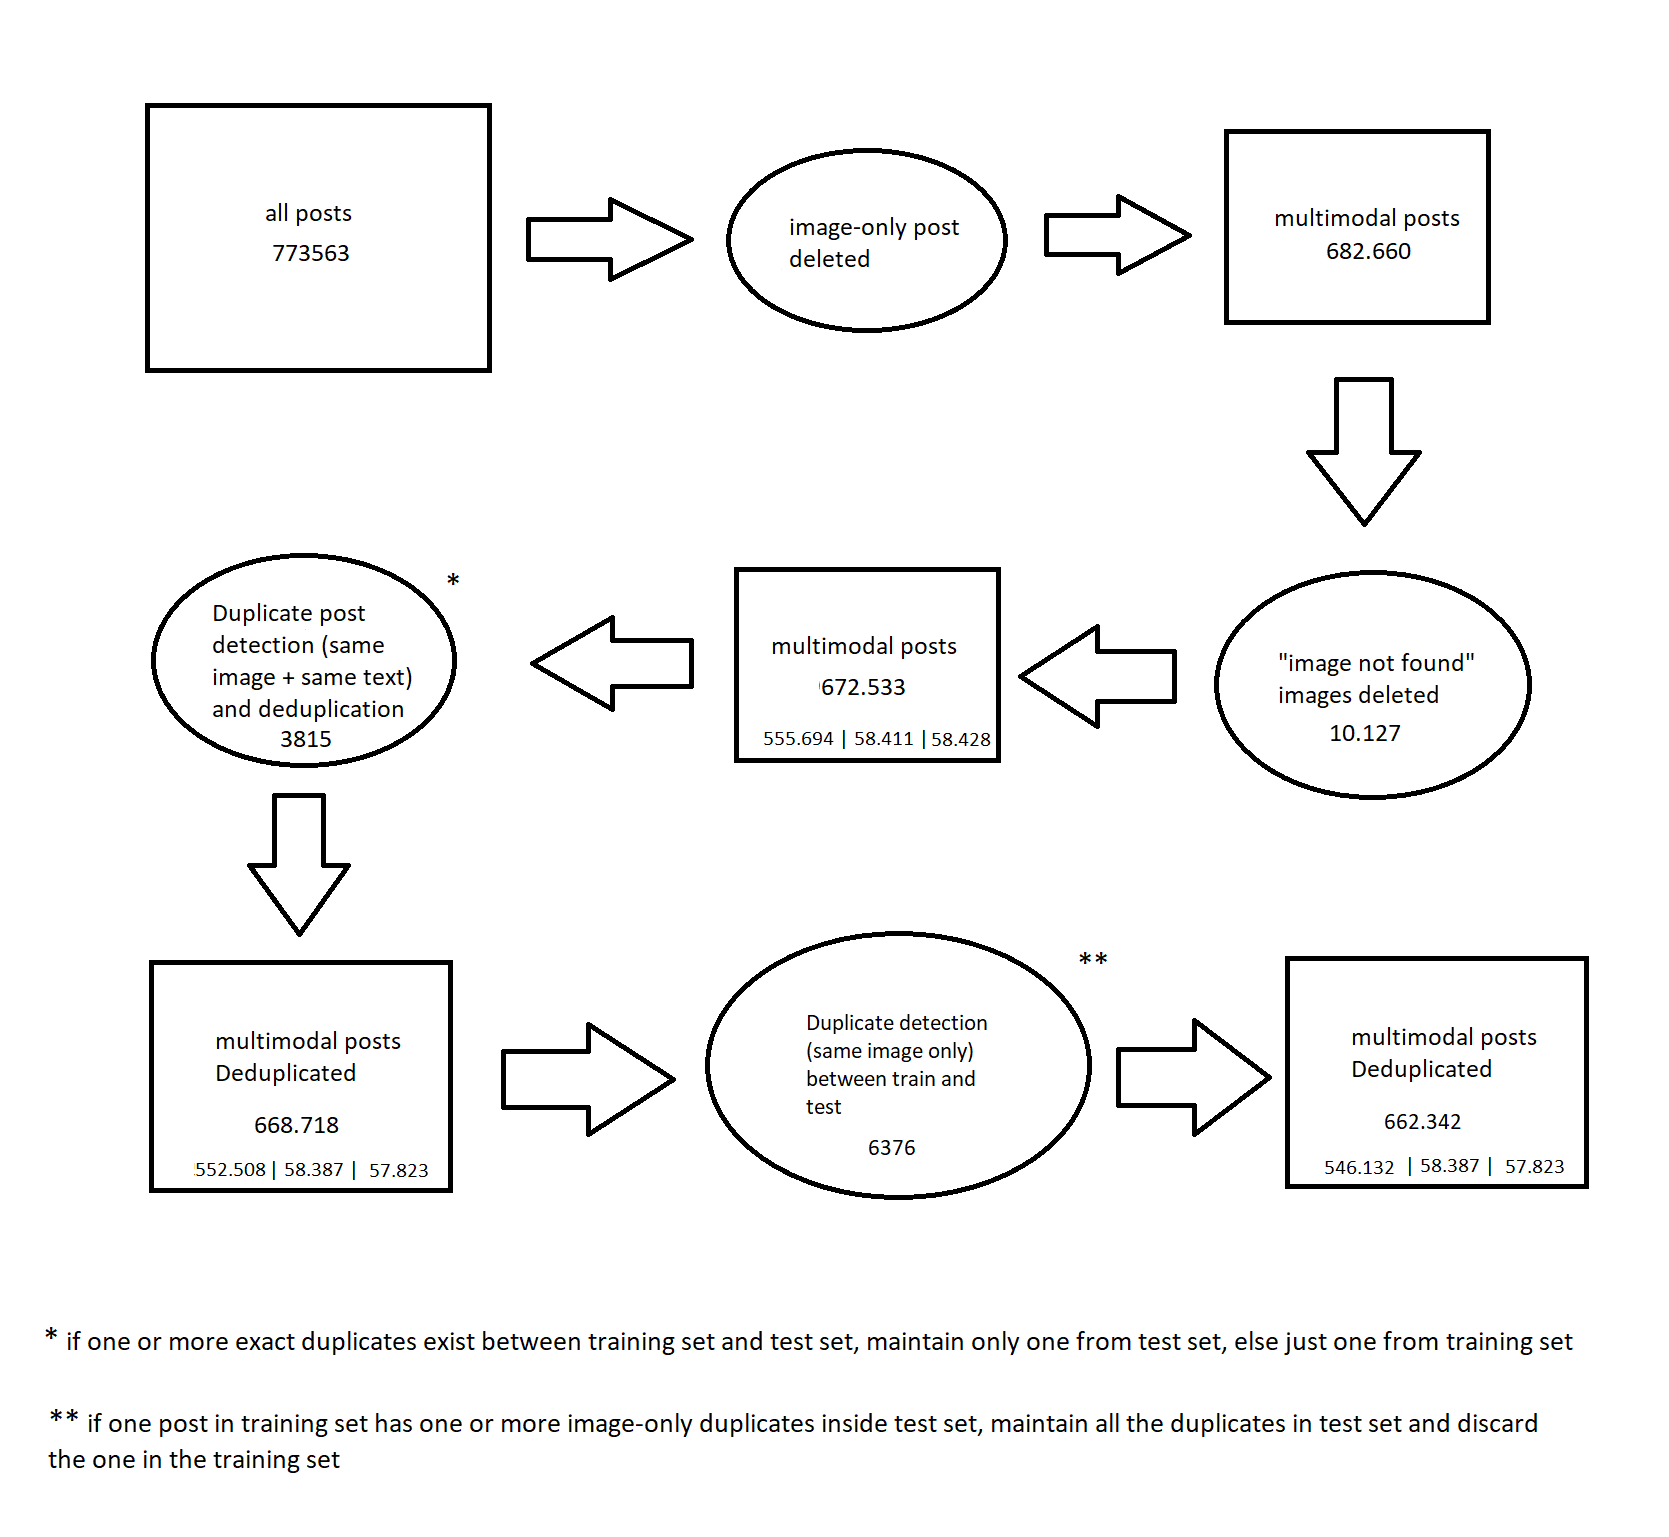 all posts
773563
image-only post
deleted
multimodal posts
682.660
"image not found"
images deleted
10.127
multimodal posts
672.533
555.694 | 58.411 | 58.428
*
Duplicate post
detection (same
image + same text)
and deduplication
3815
multimodal posts
Deduplicated
668.718
552.508 | 58.387 | 57.823
**
Duplicate detection
(same image only)
between train and
test
6376
multimodal posts
Deduplicated
662.342
546.132 | 58.387 | 57.823
* if one or more exact duplicates exist between training set and test set, maintain only one from test set, else just one from training set
** if one post in training set has one or more image-only duplicates inside test set, maintain all the duplicates in test set and discard
the one in the training set